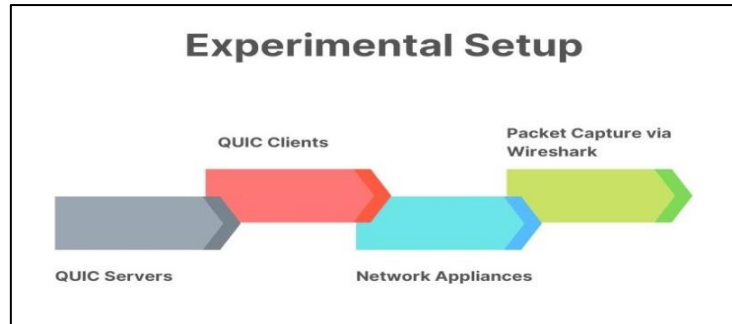 Experimental Setup
QUIC Clients
Packet Capture via
Wireshark
QUIC Servers
Network Appliances